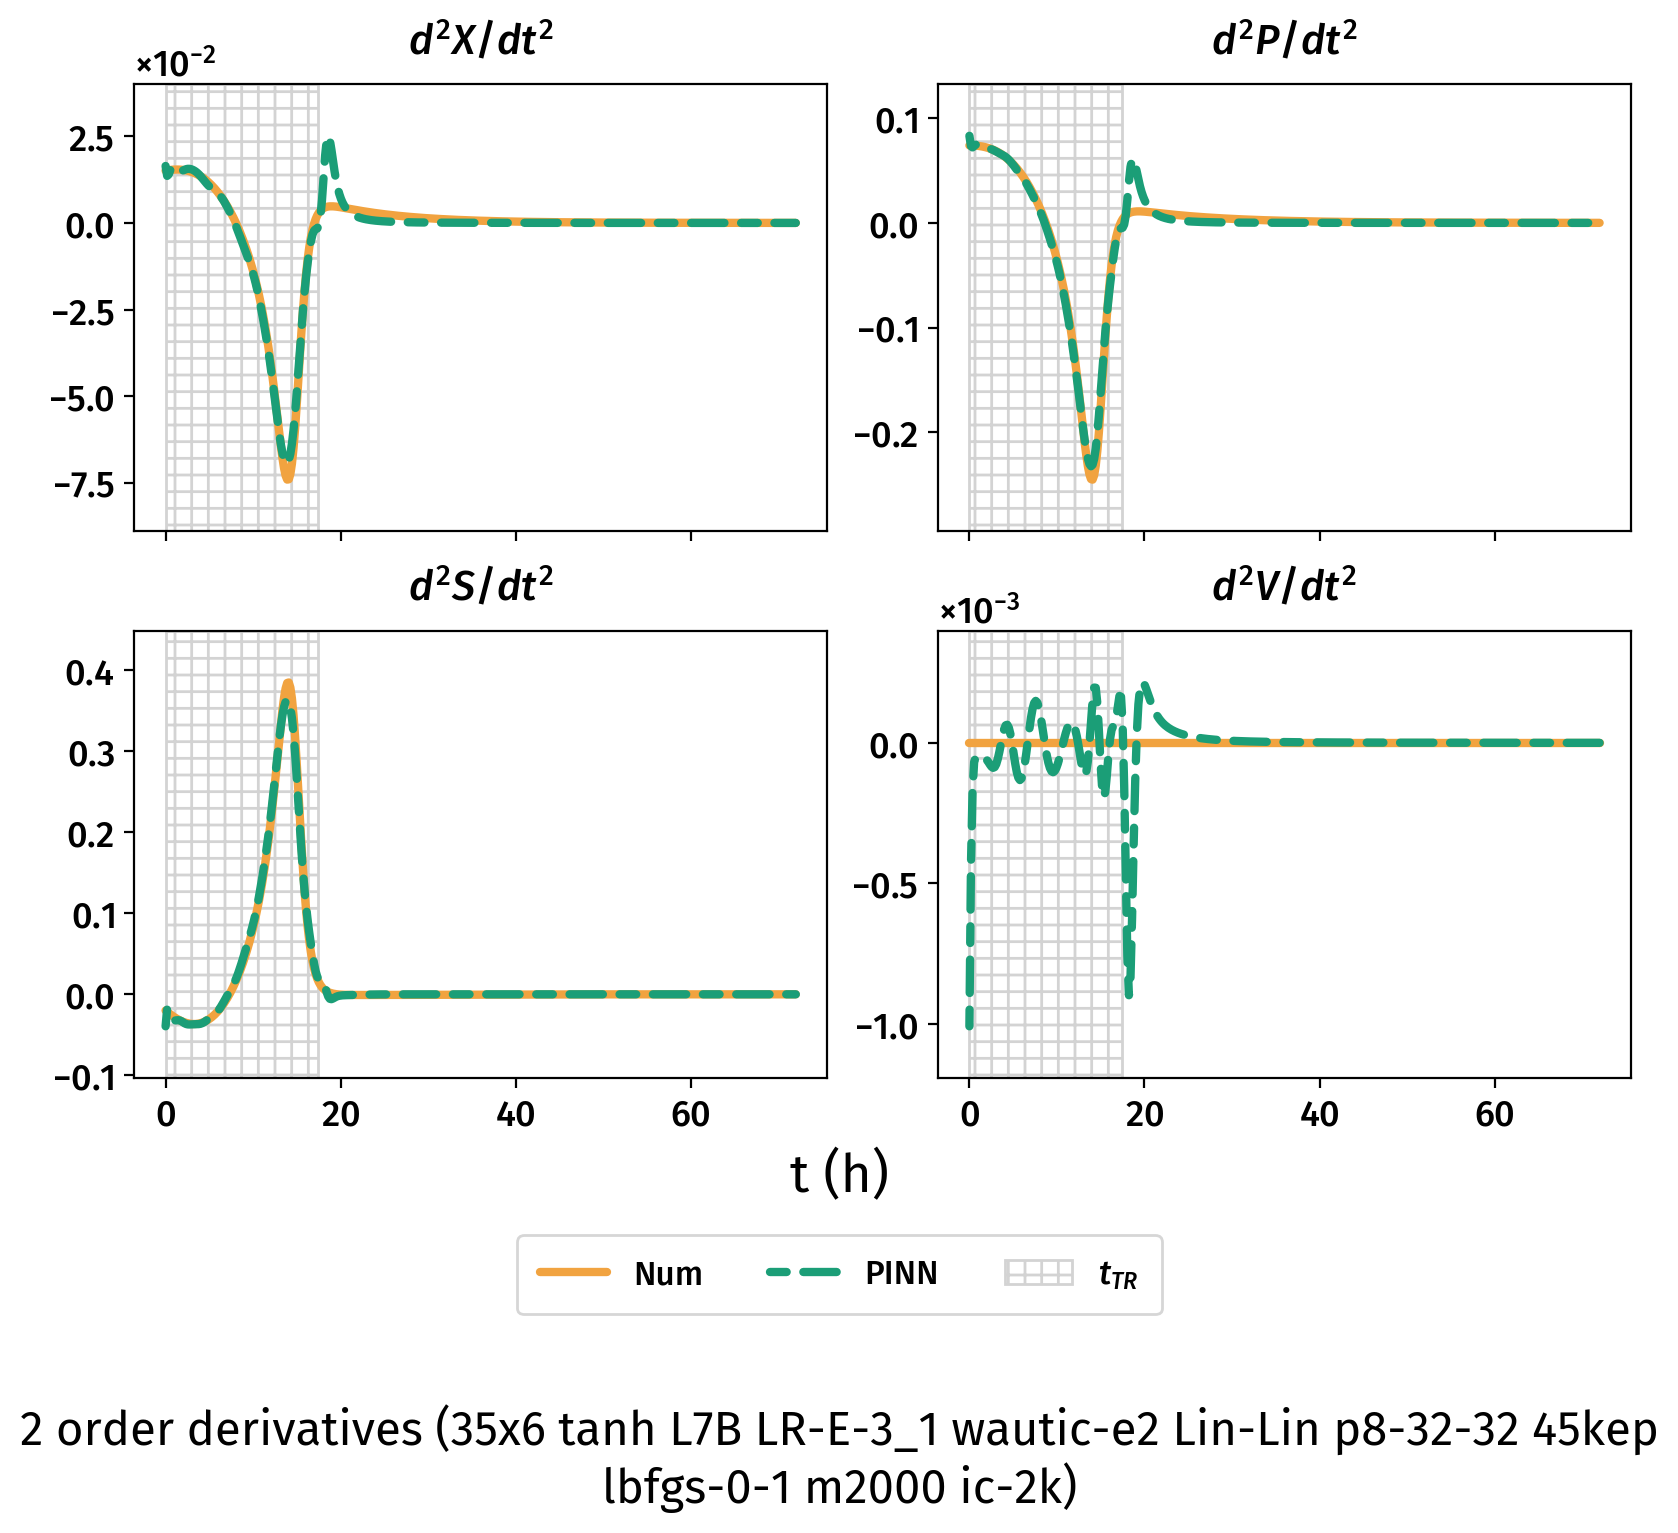 d²X/dt²
×10⁻²
2.5
0.0
−2.5
−5.0
−7.5
d²P/dt²
0.1
0.0
−0.1
−0.2
d²S/dt²
0.4
0.3
0.2
0.1
0.0
−0.1
0 20 40 60
d²V/dt²
×10⁻³
0.0
−0.5
−1.0
0 20 40 60
t (h)
Num PINN t_TR
2 order derivatives (35x6 tanh L7B LR-E-3_1 wautic-e2 Lin-Lin p8-32-32 45kep
lbfgs-0-1 m2000 ic-2k)